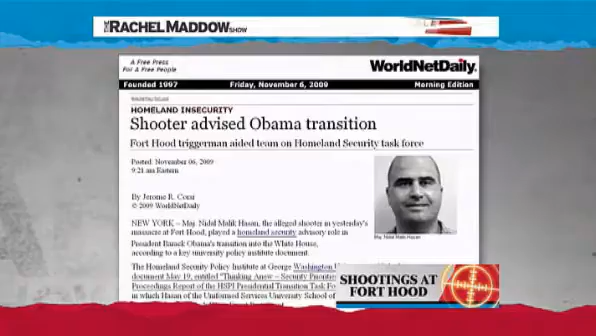 THE RACHEL MADDOW SHOW
A Free Press
For A Free People
WorldNetDaily.
Founded 1997 Friday, November 6, 2009 Morning Edition
HOMELAND INSECURITY
Shooter advised Obama transition
Fort Hood triggerman aided team on Homeland Security task force
Posted: November 06, 2009
9:21 am Eastern
By Jerome R. Corsi
© 2009 WorldNetDaily
NEW YORK – Maj. Nidal Malik Hasan, the alleged shooter in yesterday's
massacre at Fort Hood, played a homeland security advisory role in
President Barack Obama's transition into the White House,
according to a key university policy institute document.
Maj. Nidal Malik Hasan
The Homeland Security Policy Institute at George Washington
document May 19, entitled "Thinking Anew – Security Priorities
Proceedings Report of the HSPI Presidential Transition Task Fo
in which Hasan of the Uniformed Services University School of
SHOOTINGS AT
FORT HOOD